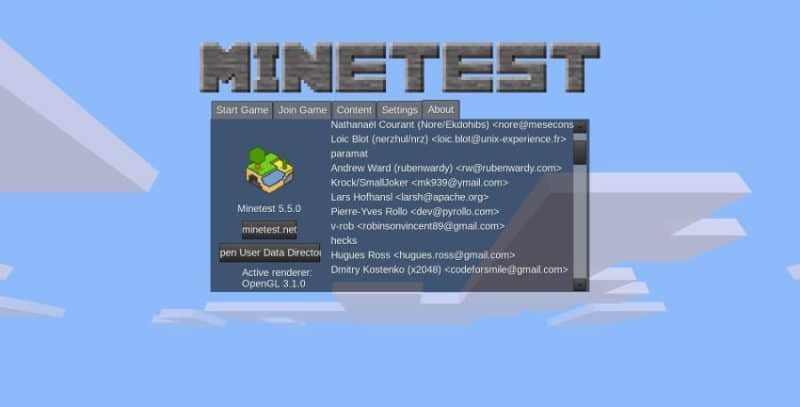 MINETEST
Start Game Join Game Content Settings About
Nathanaël Courant (Nore/Ekdohibs) <nore@mesecons
Loic Blot (nerzhul/nrz) <loic.blot@unix-experience.fr>
paramat
Andrew Ward (rubenwardy) <rw@rubenwardy.com>
Krock/SmallJoker <mk939@ymail.com>
Lars Hofhansl <larsh@apache.org>
Pierre-Yves Rollo <dev@pyrollo.com>
v-rob <robinsonvincent89@gmail.com>
hecks
Hugues Ross <hugues.ross@gmail.com>
Dmitry Kostenko (x2048) <codeforsmile@gmail.com>
Minetest 5.5.0
minetest.net
pen User Data Directo
Active renderer:
OpenGL 3.1.0